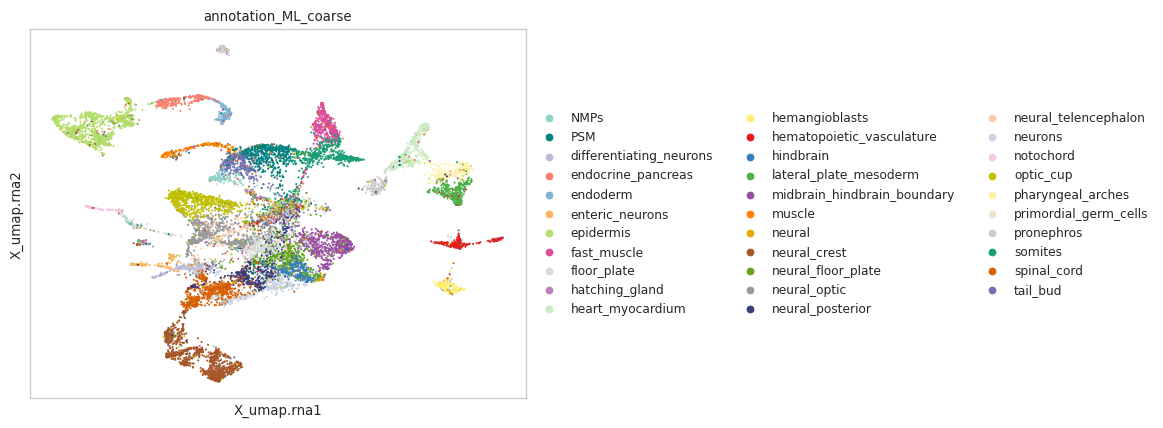 annotation_ML_coarse
X_umap.rna2
X_umap.rna1
NMPs
PSM
differentiating_neurons
endocrine_pancreas
endoderm
enteric_neurons
epidermis
fast_muscle
floor_plate
hatching_gland
heart_myocardium
hemangioblasts
hematopoietic_vasculature
hindbrain
lateral_plate_mesoderm
midbrain_hindbrain_boundary
muscle
neural
neural_crest
neural_floor_plate
neural_optic
neural_posterior
neural_telencephalon
neurons
notochord
optic_cup
pharyngeal_arches
primordial_germ_cells
pronephros
somites
spinal_cord
tail_bud